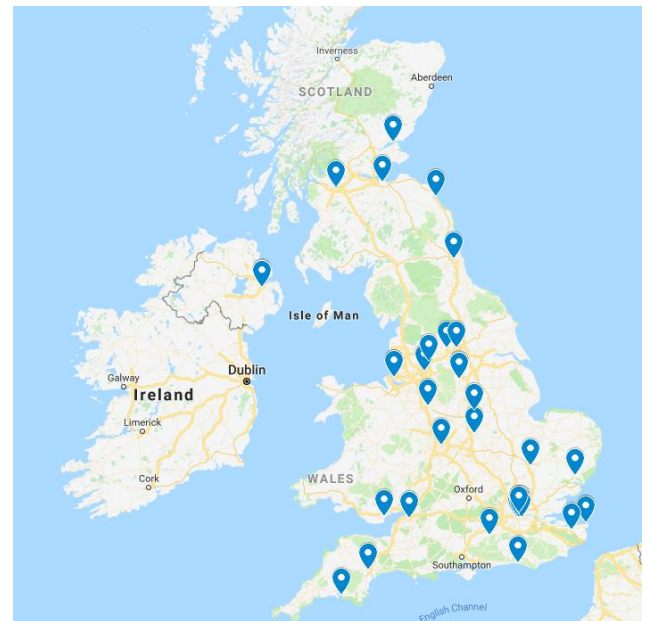 Inverness
Aberdeen
SCOTLAND
Isle of Man
Dublin
Galway
Ireland
Limerick
Cork
WALES
Oxford
Southampton
English Channel